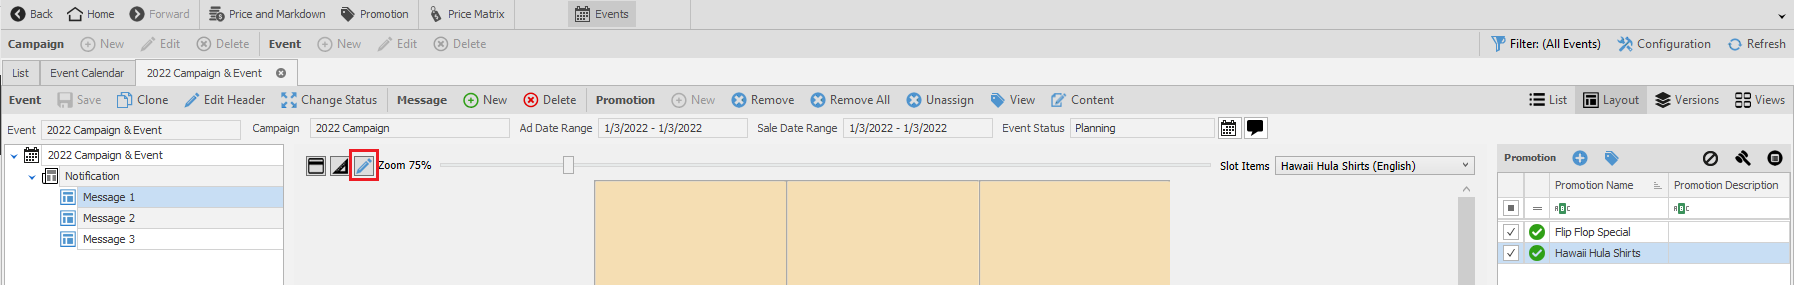 Back Home Forward Price and Markdown Promotion Price Matrix Events
Campaign New Edit Delete Event New Edit Delete Filter: (All Events) Configuration Refresh
List Event Calendar 2022 Campaign & Event
Event Save Clone Edit Header Change Status Message New Delete Promotion New Remove Remove All Unassign View Content List Layout Versions Views
Event 2022 Campaign & Event Campaign 2022 Campaign Ad Date Range 1/3/2022 - 1/3/2022 Sale Date Range 1/3/2022 - 1/3/2022 Event Status Planning
2022 Campaign & Event
Notification
Message 1
Message 2
Message 3
Zoom 75% Slot Items Hawaii Hula Shirts (English)
Promotion
Promotion Name Promotion Description
ABC ABC
Flip Flop Special
Hawaii Hula Shirts